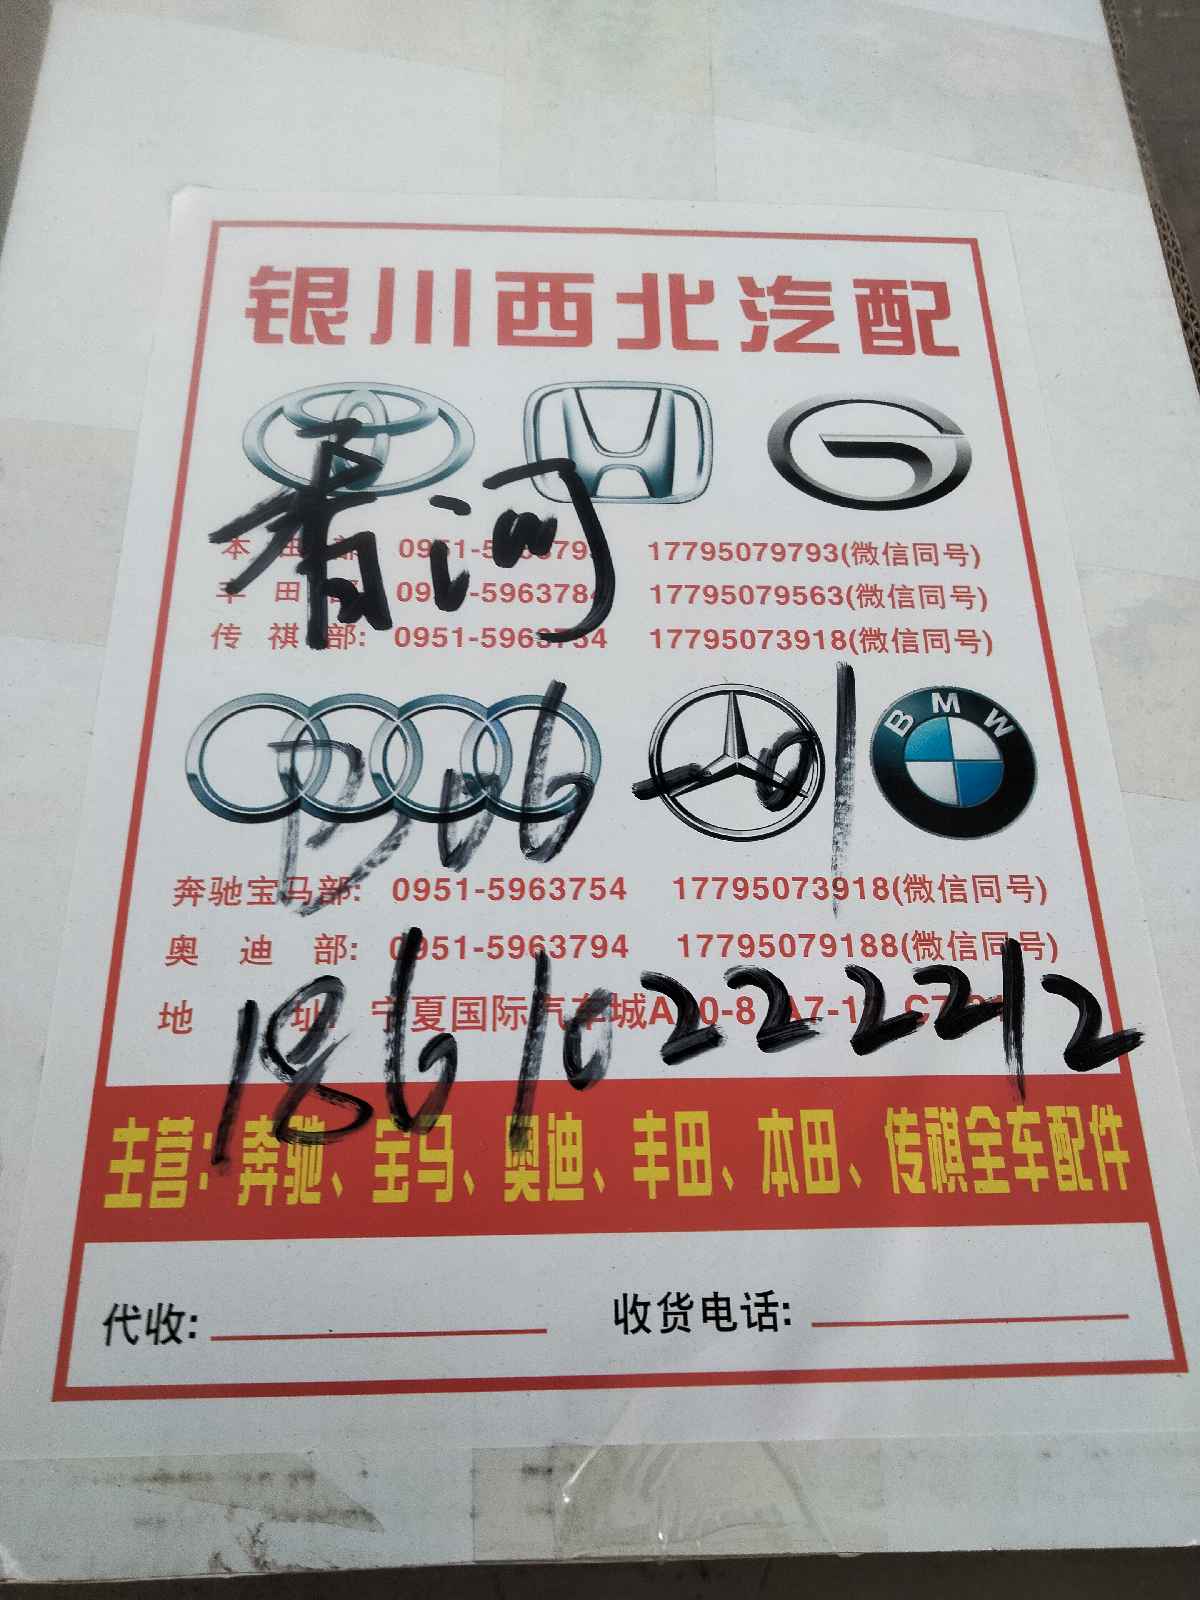 银川西北汽配
香河
本田部: 0951-596379 17795079793(微信同号)
丰田部: 0951-5963784 17795079563(微信同号)
传祺部: 0951-5963754 17795073918(微信同号)
B06-01
BMW
奔驰宝马部: 0951-5963754 17795073918(微信同号)
奥迪部: 0951-5963794 17795079188(微信同号)
地址: 宁夏国际汽车城
18610222212
主营:奔驰、宝马、奥迪、丰田、本田、传祺全车配件
代收: 收货电话: